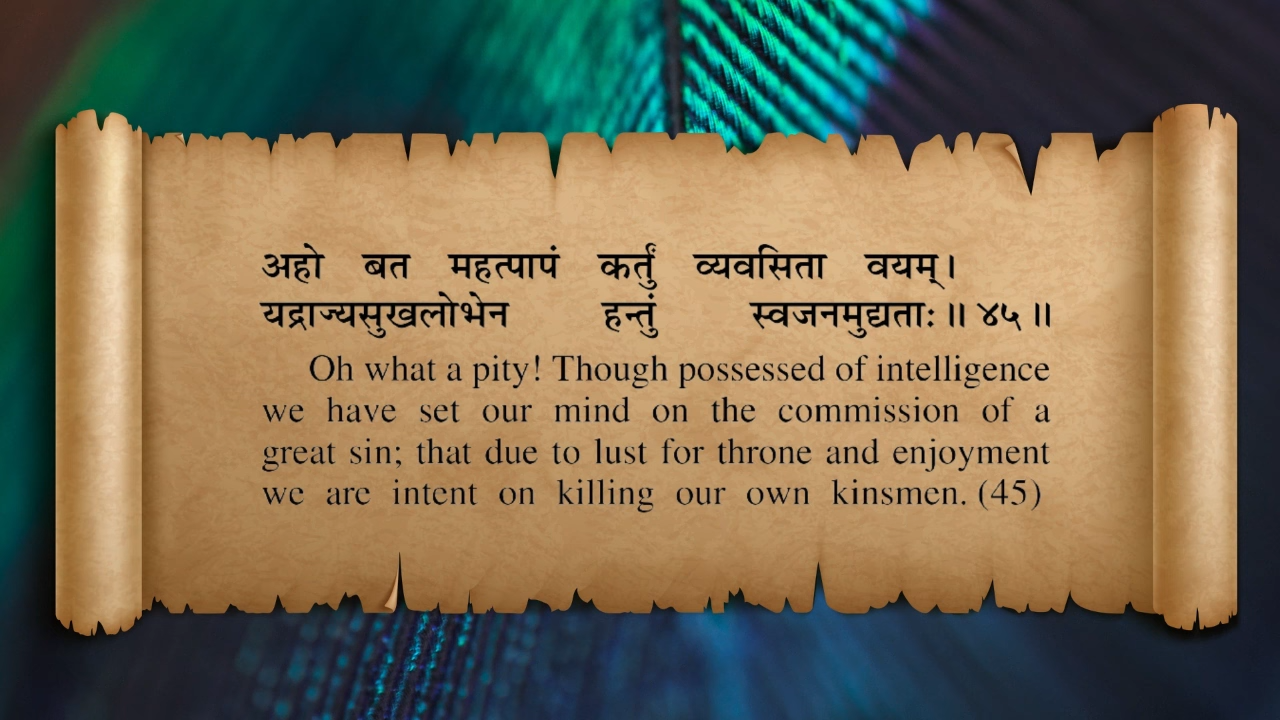 अहो बत महत्पापं कर्तुं व्यवसिता वयम्।
यद्राज्यसुखलोभेन हन्तुं स्वजनमुद्यताः ॥ ४५ ॥
Oh what a pity! Though possessed of intelligence
we have set our mind on the commission of a
great sin; that due to lust for throne and enjoyment
we are intent on killing our own kinsmen. (45)